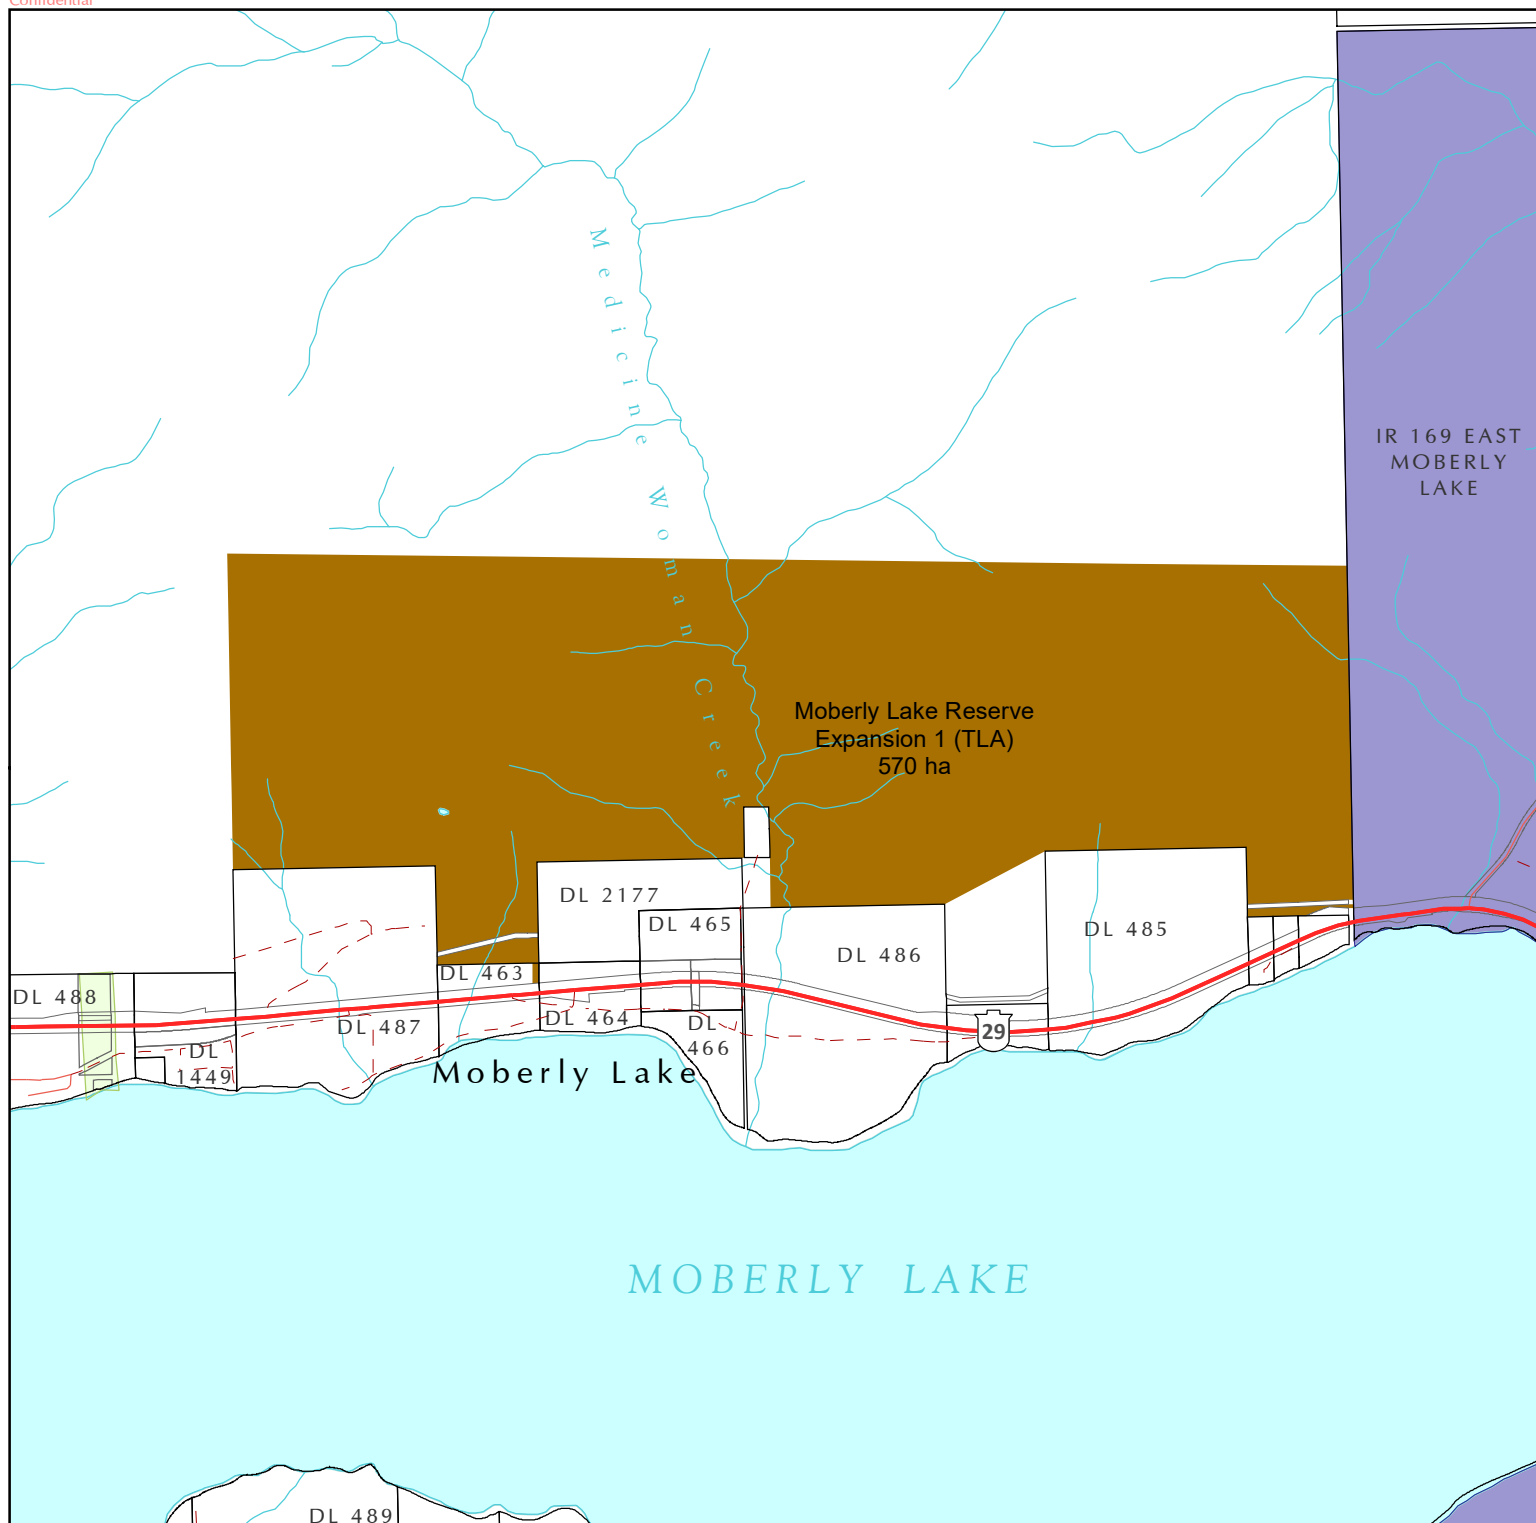 Confidential
Medicine Woman Creek
IR 169 EAST
MOBERLY
LAKE
Moberly Lake Reserve
Expansion 1 (TLA)
570 ha
DL 2177
DL 465
DL 485
DL 486
DL 463
DL 488
DL 487
DL 464
DL
466
29
DL
1449
Moberly Lake
MOBERLY LAKE
DL 489